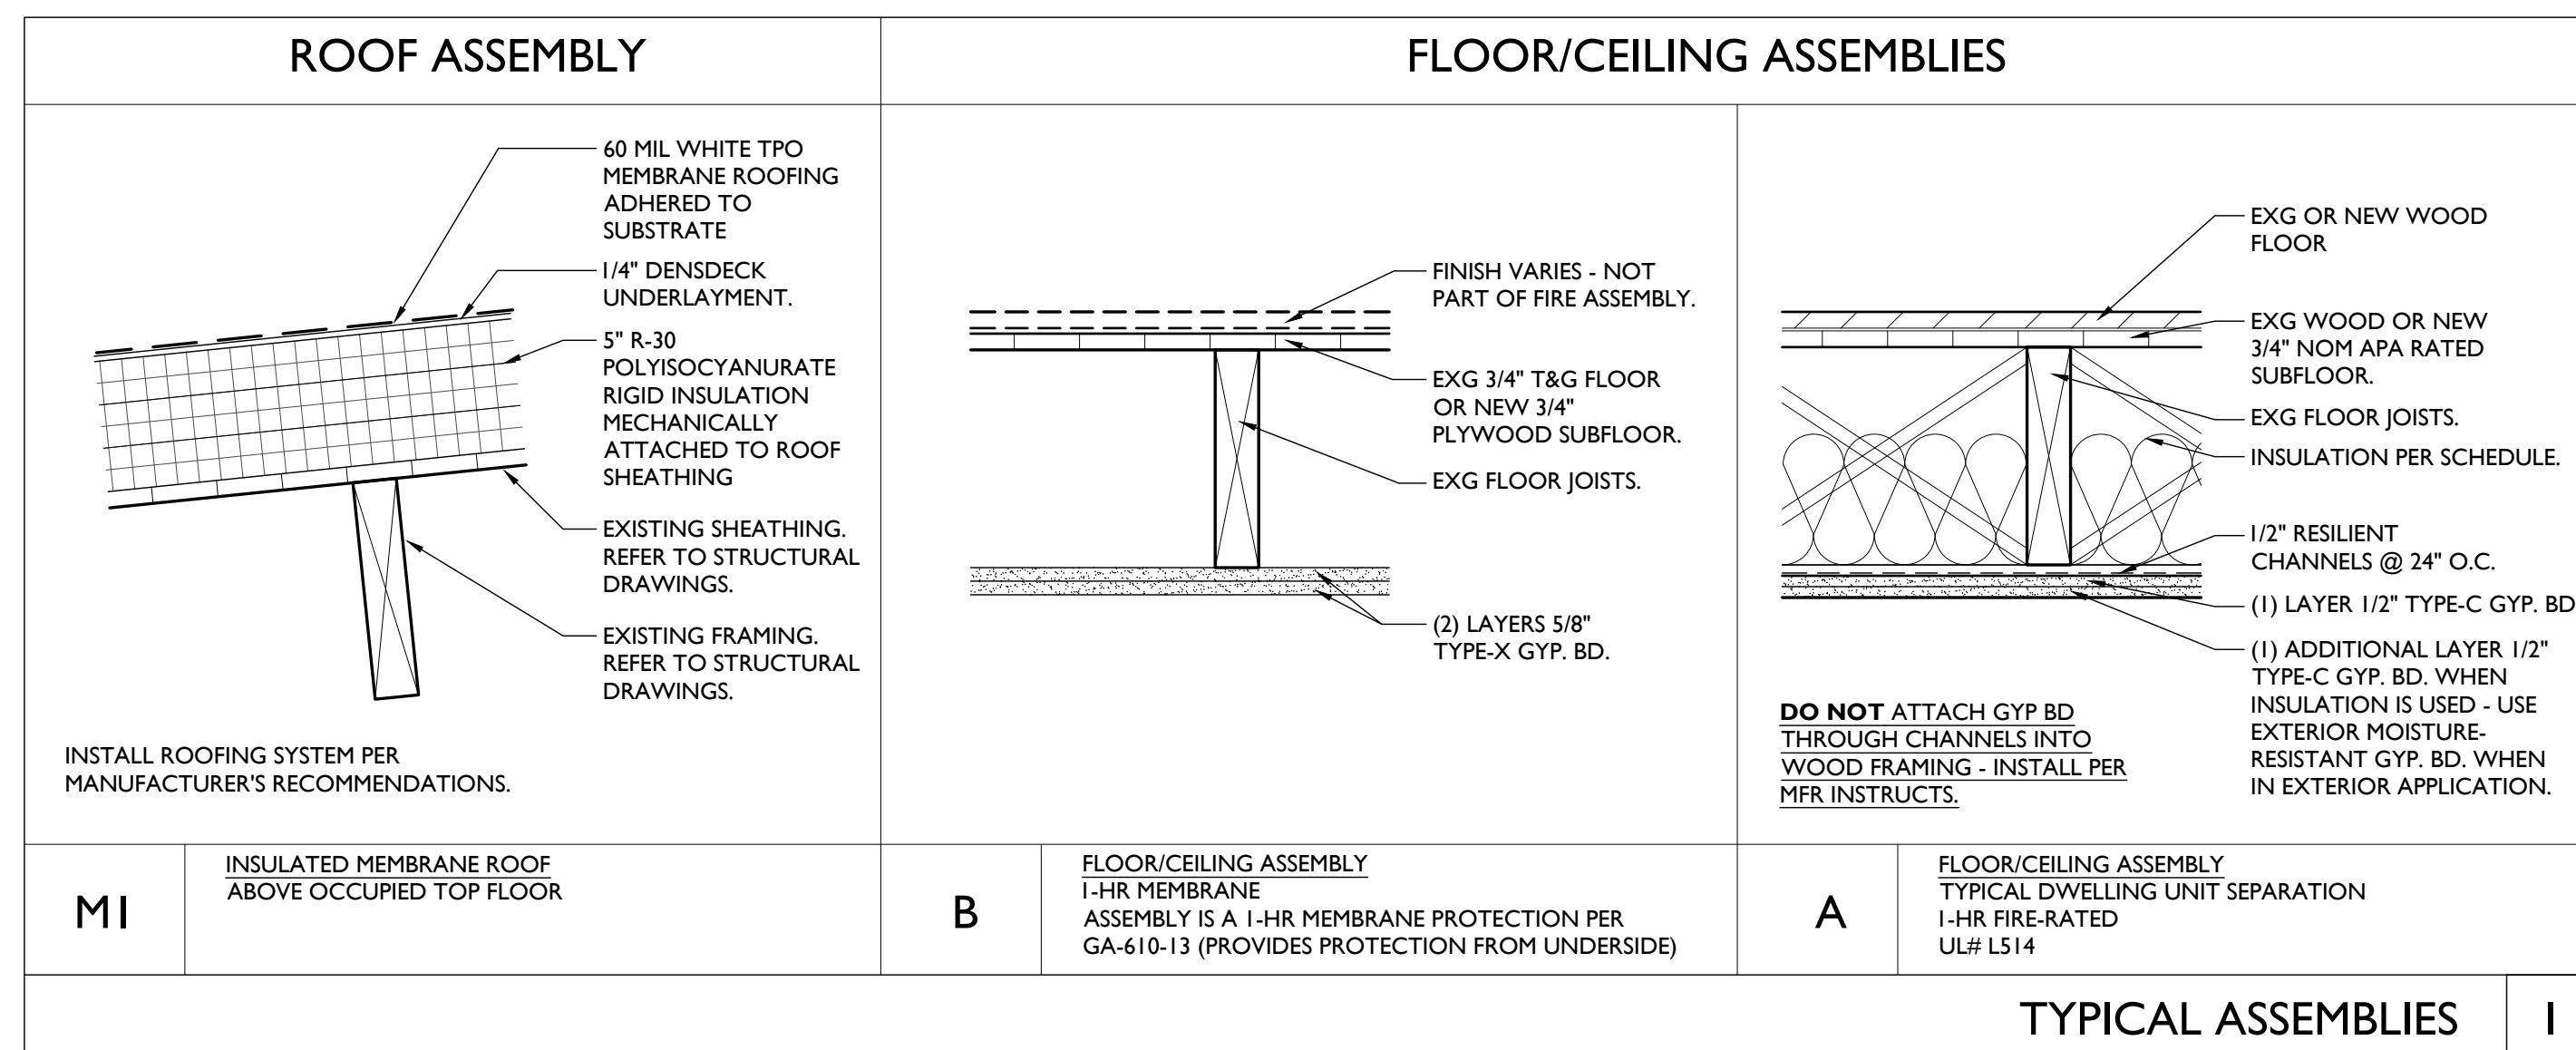 ROOF ASSEMBLY
FLOOR/CEILING ASSEMBLIES
60 MIL WHITE TPO
MEMBRANE ROOFING
ADHERED TO
SUBSTRATE
1/4" DENSDECK
UNDERLAYMENT.
5" R-30
POLYISOCYANURATE
RIGID INSULATION
MECHANICALLY
ATTACHED TO ROOF
SHEATHING
EXISTING SHEATHING.
REFER TO STRUCTURAL
DRAWINGS.
EXISTING FRAMING.
REFER TO STRUCTURAL
DRAWINGS.
INSTALL ROOFING SYSTEM PER
MANUFACTURER'S RECOMMENDATIONS.
FINISH VARIES - NOT
PART OF FIRE ASSEMBLY.
EXG 3/4" T&G FLOOR
OR NEW 3/4"
PLYWOOD SUBFLOOR.
EXG FLOOR JOISTS.
(2) LAYERS 5/8"
TYPE-X GYP. BD.
EXG OR NEW WOOD
FLOOR
EXG WOOD OR NEW
3/4" NOM APA RATED
SUBFLOOR.
EXG FLOOR JOISTS.
INSULATION PER SCHEDULE.
1/2" RESILIENT
CHANNELS @ 24" O.C.
(1) LAYER 1/2" TYPE-C GYP. BD
(1) ADDITIONAL LAYER 1/2"
TYPE-C GYP. BD. WHEN
INSULATION IS USED - USE
EXTERIOR MOISTURE-
RESISTANT GYP. BD. WHEN
IN EXTERIOR APPLICATION.
DO NOT ATTACH GYP BD
THROUGH CHANNELS INTO
WOOD FRAMING - INSTALL PER
MFR INSTRUCTS.
M1
INSULATED MEMBRANE ROOF
ABOVE OCCUPIED TOP FLOOR
B
FLOOR/CEILING ASSEMBLY
1-HR MEMBRANE
ASSEMBLY IS A 1-HR MEMBRANE PROTECTION PER
GA-610-13 (PROVIDES PROTECTION FROM UNDERSIDE)
A
FLOOR/CEILING ASSEMBLY
TYPICAL DWELLING UNIT SEPARATION
1-HR FIRE-RATED
UL# L514
TYPICAL ASSEMBLIES
1